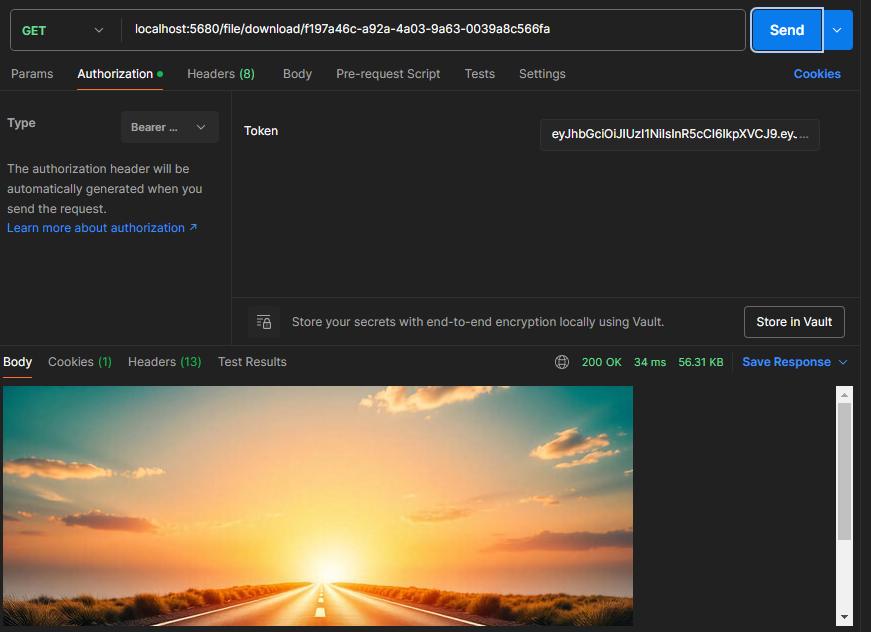 GET localhost:5680/file/download/f197a46c-a92a-4a03-9a63-0039a8c566fa Send
Params Authorization Headers (8) Body Pre-request Script Tests Settings Cookies
Type Bearer ...
The authorization header will be
automatically generated when you
send the request.
Learn more about authorization ↗
Token eyJhbGciOiJIUzI1NiIsInR5cCI6IkpXVCJ9.eyJ...
Store your secrets with end-to-end encryption locally using Vault. Store in Vault
Body Cookies (1) Headers (13) Test Results 200 OK 34 ms 56.31 KB Save Response